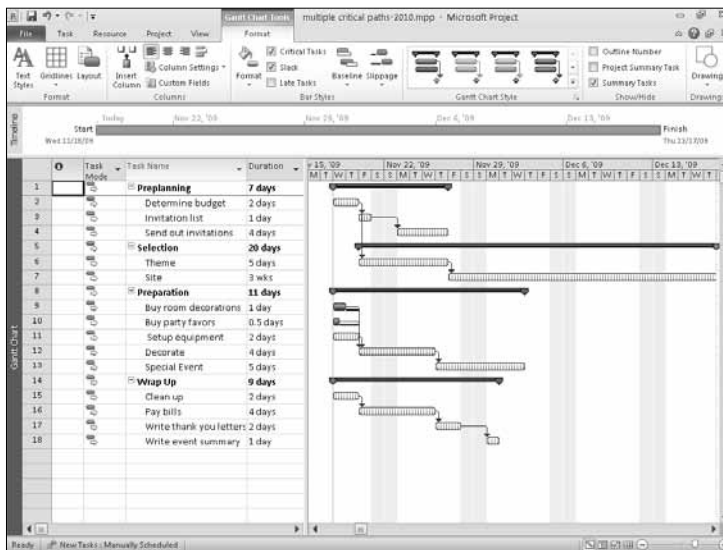 Gantt Chart Tools
multiple critical paths-2010.mpp - Microsoft Project
File Task Resource Project View Format
Text Styles
Gridlines
Layout
Format
Insert Column
Column Settings
Custom Fields
Columns
Format
Critical Tasks
Slack
Late Tasks
Baseline
Slippage
Bar Styles
Gantt Chart Style
Outline Number
Project Summary Task
Summary Tasks
Show/Hide
Drawing
Drawings
Timeline
Today
Nov 22, '09
Nov 29, '09
Dec 6, '09
Dec 13, '09
Start
Wed 11/18/09
Finish
Thu 12/17/09
Task Mode
Task Name
Duration
v 15, '09 Nov 22, '09 Nov 29, '09 Dec 6, '09 Dec 13, '09
M T W T F S S M T W T F S S M T W T F S S M T W T F S S M T W T
1 Preplanning 7 days
2 Determine budget 2 days
3 Invitation list 1 day
4 Send out invitations 4 days
5 Selection 20 days
6 Theme 5 days
7 Site 3 wks
8 Preparation 11 days
9 Buy room decorations 1 day
10 Buy party favors 0.5 days
11 Setup equipment 2 days
12 Decorate 4 days
13 Special Event 5 days
14 Wrap Up 9 days
15 Clean up 2 days
16 Pay bills 4 days
17 Write thank you letters 2 days
18 Write event summary 1 day
Gantt Chart
Ready
New Tasks : Manually Scheduled